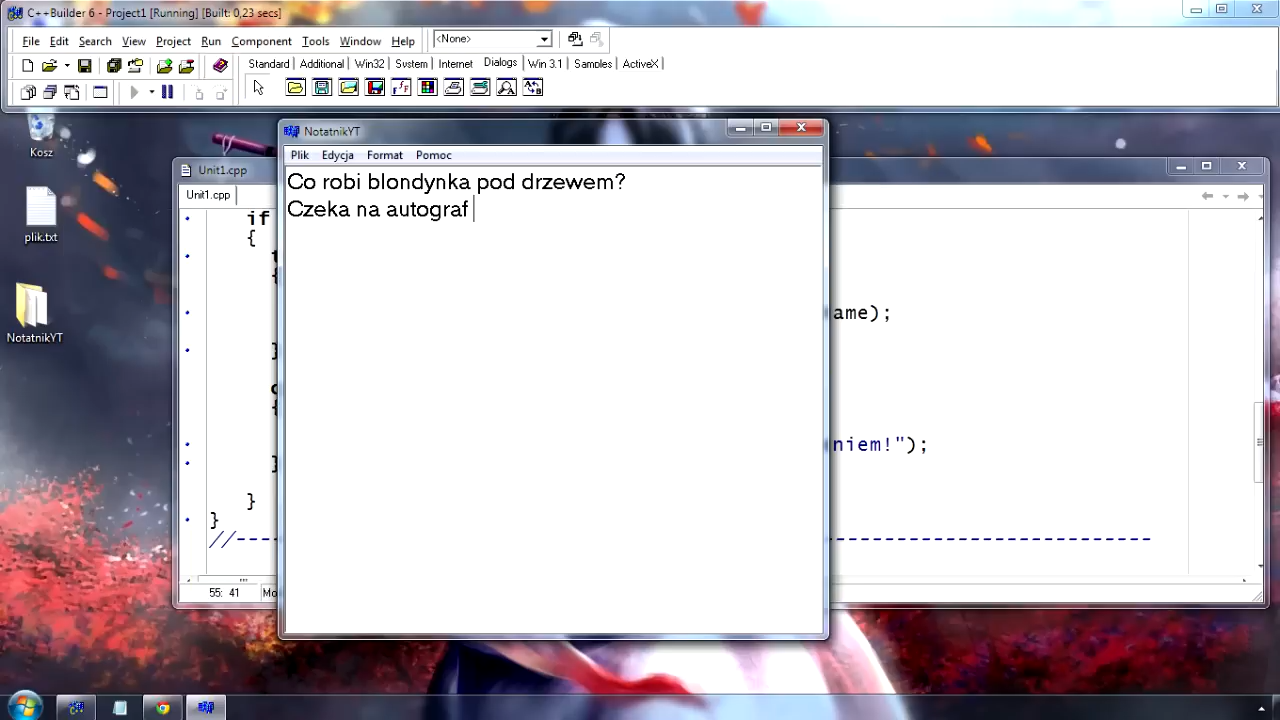 C++Builder 6 - Project1 [Running] [Built: 0,23 secs]
File Edit Search View Project Run Component Tools Window Help <None>
Standard Additional Win32 System Internet Dialogs Win 3.1 Samples ActiveX
Kosz
plik.txt
NotatnikYT
Unit1.cpp
Unit1.cpp
if
{
ame);
niem!");
}
}
//------------------------------------------------
55: 41
NotatnikYT
Plik Edycja Format Pomoc
Co robi blondynka pod drzewem?
Czeka na autograf